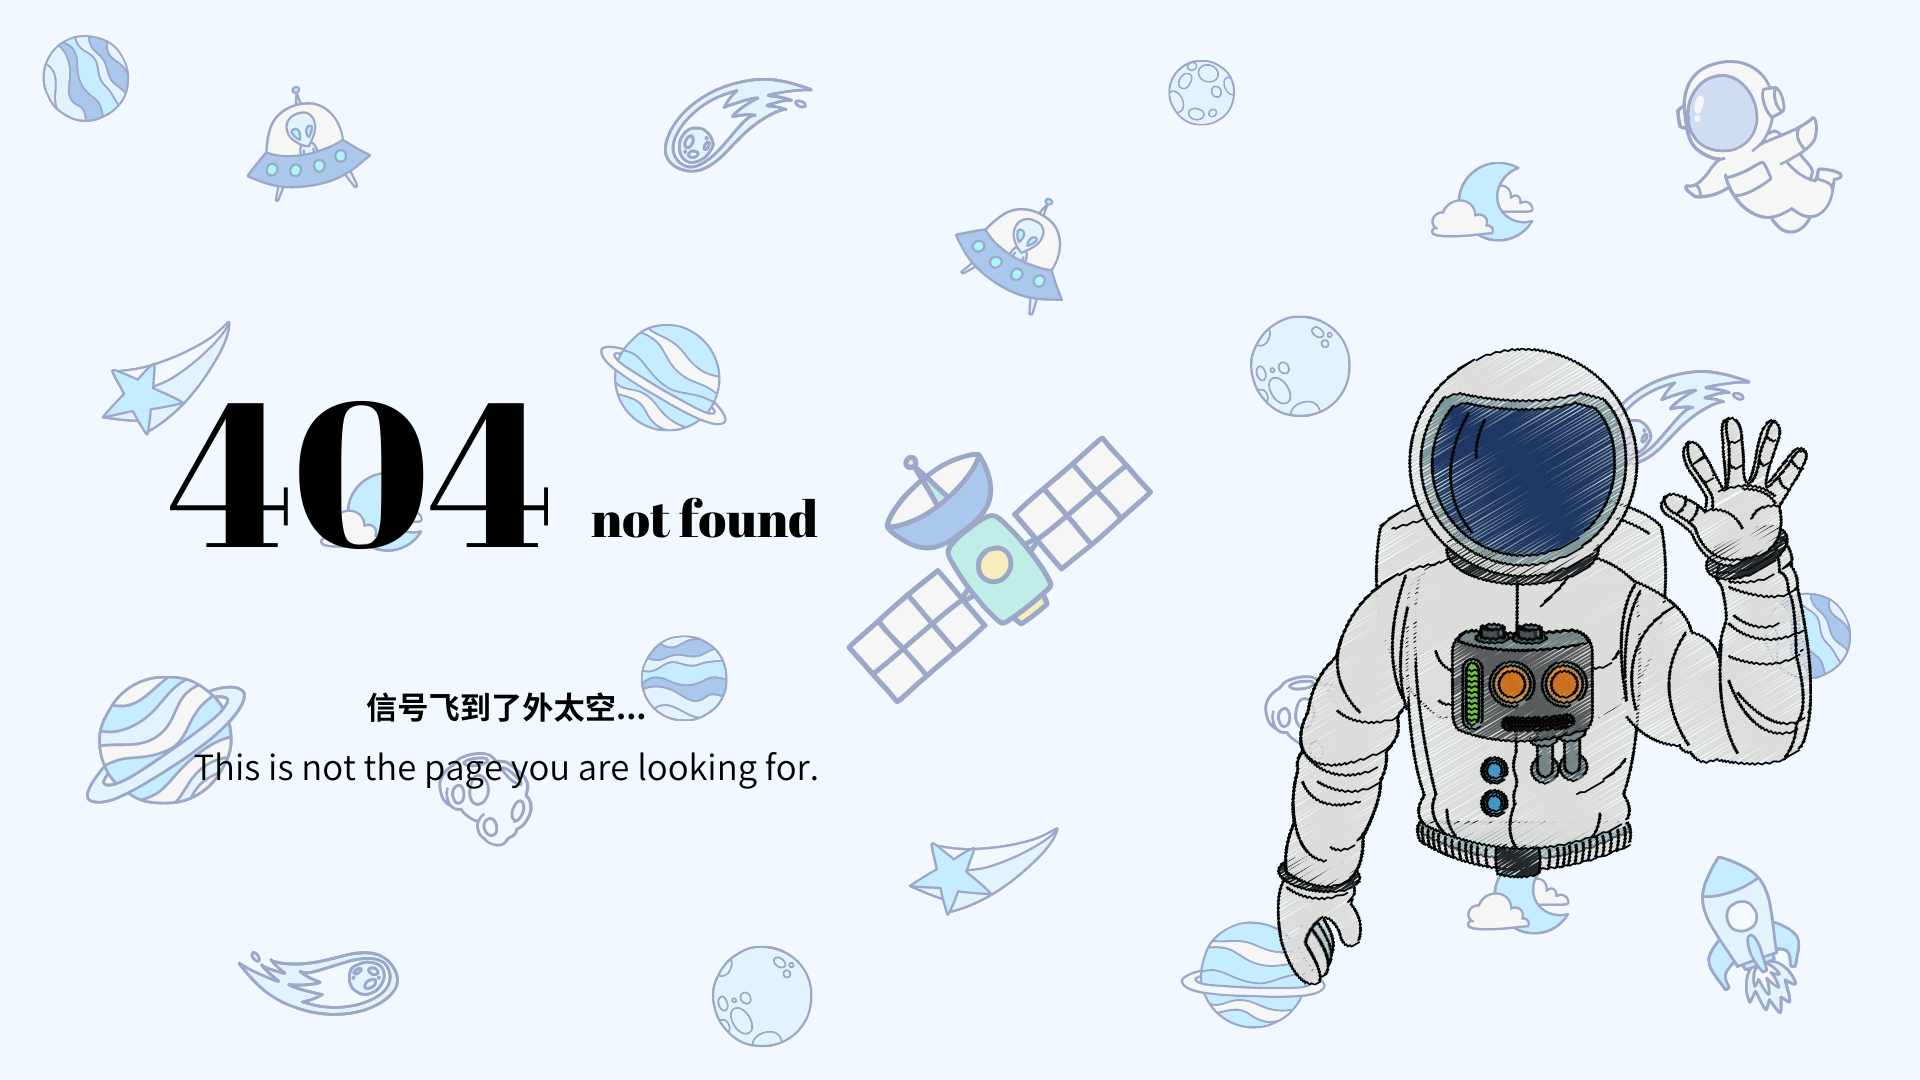 404 not found
信号飞到了外太空...
This is not the page you are looking for.